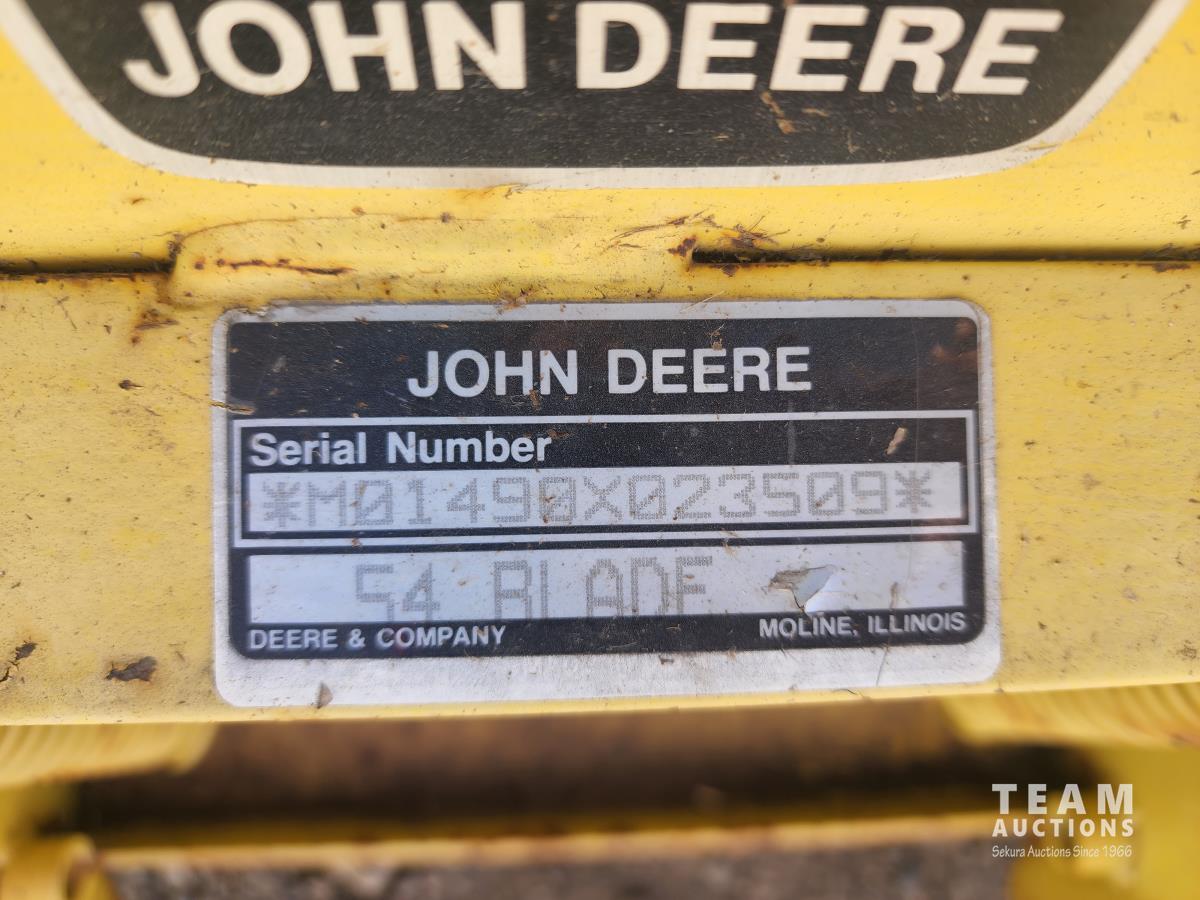 JOHN DEERE
JOHN DEERE
Serial Number
*M01490X023509*
54 BLADE
DEERE & COMPANY
MOLINE, ILLINOIS
TEAM
AUCTIONS
Sekura Auctions Since 1966